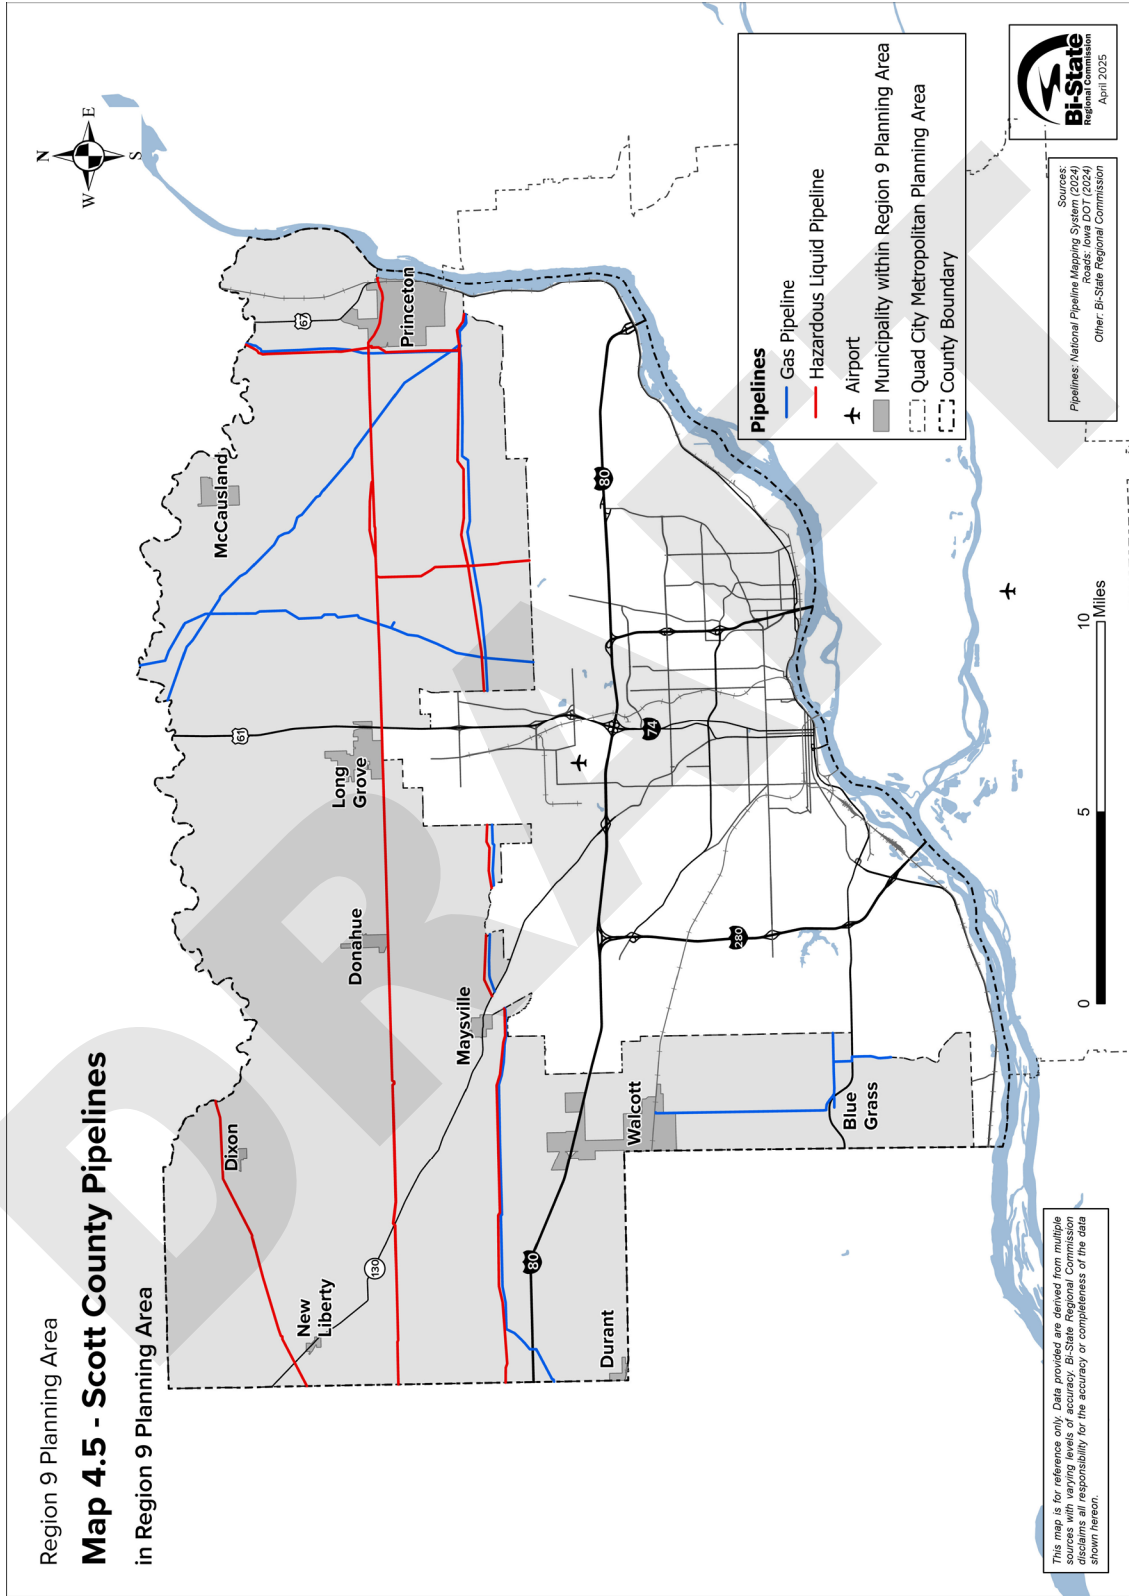 Region 9 Planning Area
Map 4.5 - Scott County Pipelines
in Region 9 Planning Area
N
W
E
S
DRAFT
Dixon
New
Liberty
130
Donahue
Maysville
Long
Grove
61
McCausland
67
Princeton
Durant
80
Walcott
Blue
Grass
280
74
80
Pipelines
Gas Pipeline
Hazardous Liquid Pipeline
Airport
Municipality within Region 9 Planning Area
Quad City Metropolitan Planning Area
County Boundary
0
5
10
Miles
This map is for reference only. Data provided are derived from multiple
sources with varying levels of accuracy. Bi-State Regional Commission
disclaims all responsibility for the accuracy or completeness of the data
shown hereon.
Sources:
Pipelines: National Pipeline Mapping System (2024)
Roads: Iowa DOT (2024)
Other: Bi-State Regional Commission
Bi-State
Regional Commission
April 2025